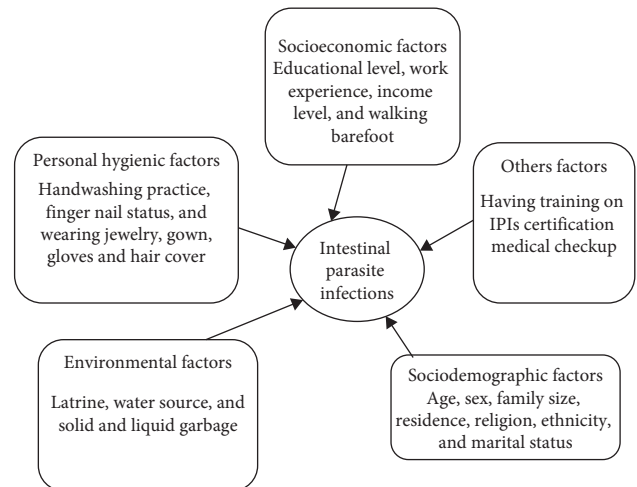 Socioeconomic factors
Educational level, work
experience, income
level, and walking
barefoot
Personal hygienic factors
Handwashing practice,
finger nail status, and
wearing jewelry, gown,
gloves and hair cover
Others factors
Having training on
IPIs certification
medical checkup
Intestinal
parasite
infections
Environmental factors
Latrine, water source, and
solid and liquid garbage
Sociodemographic factors
Age, sex, family size,
residence, religion, ethnicity,
and marital status